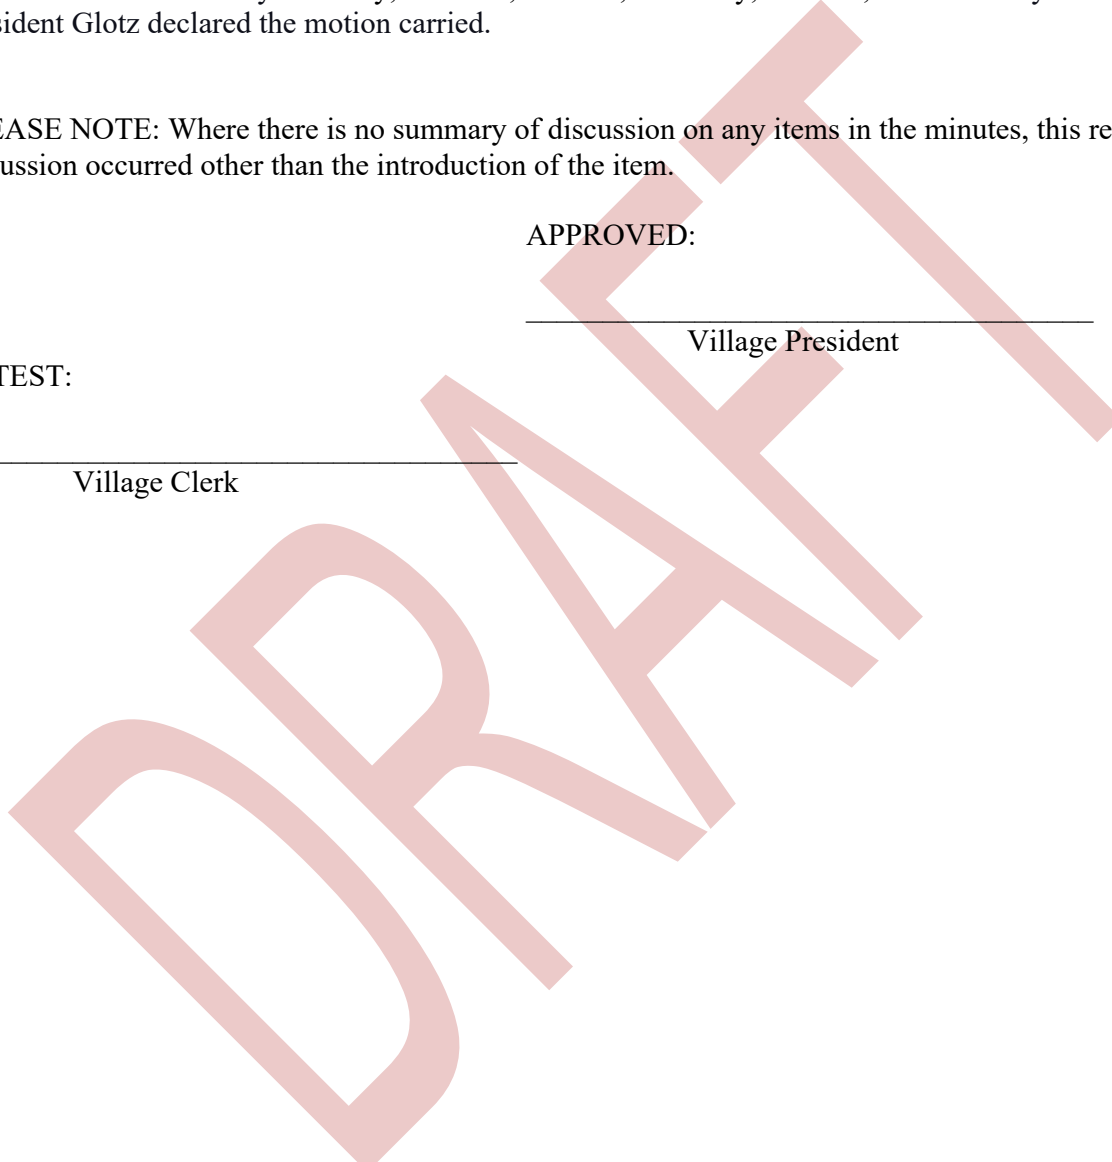 sident Glotz declared the motion carried.
EASE NOTE: Where there is no summary of discussion on any items in the minutes, this re
ussion occurred other than the introduction of the item.
APPROVED:
Village President
TEST:
Village Clerk
DRAFT